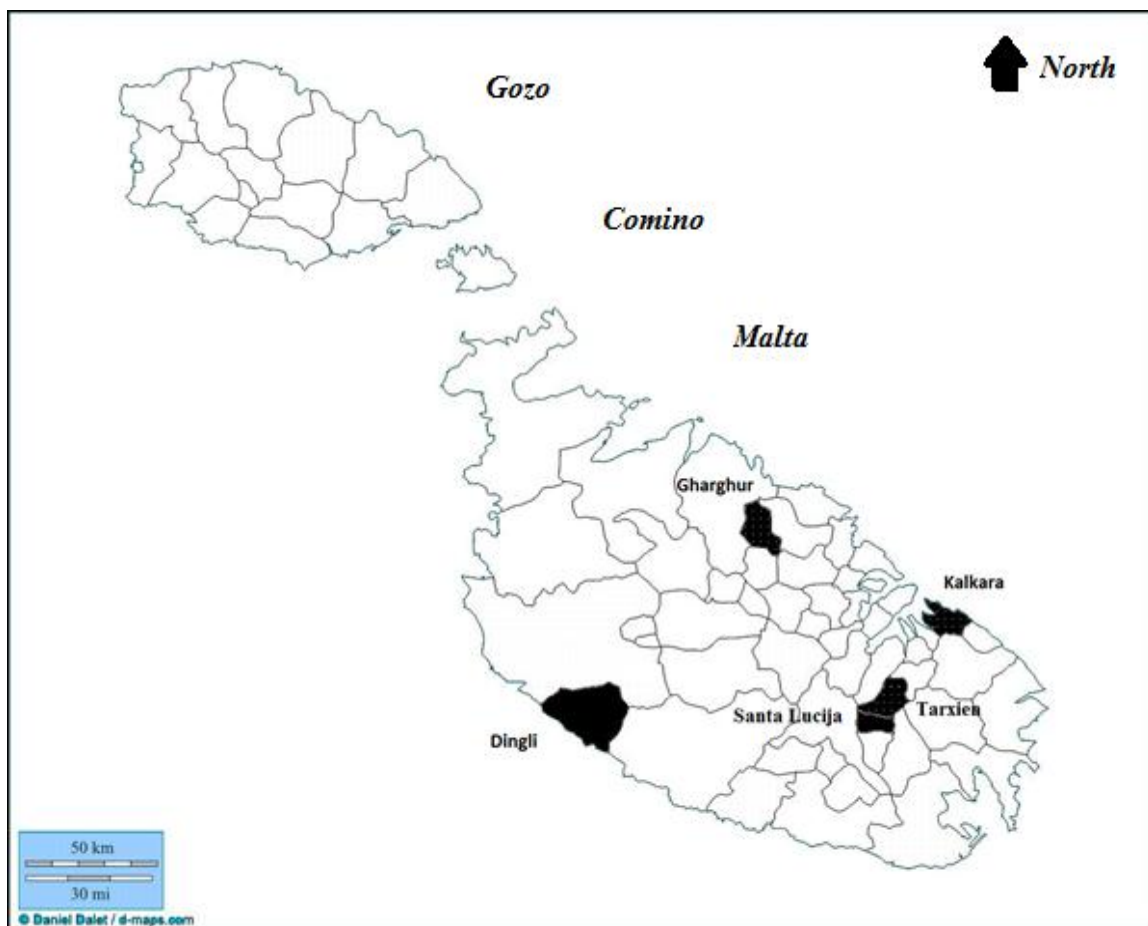 North
Gozo
Comino
Malta
Gharghur
Kalkara
Santa Lucija
Tarxien
Dingli
50 km
30 mi
© Daniel Dalet / d-maps.com